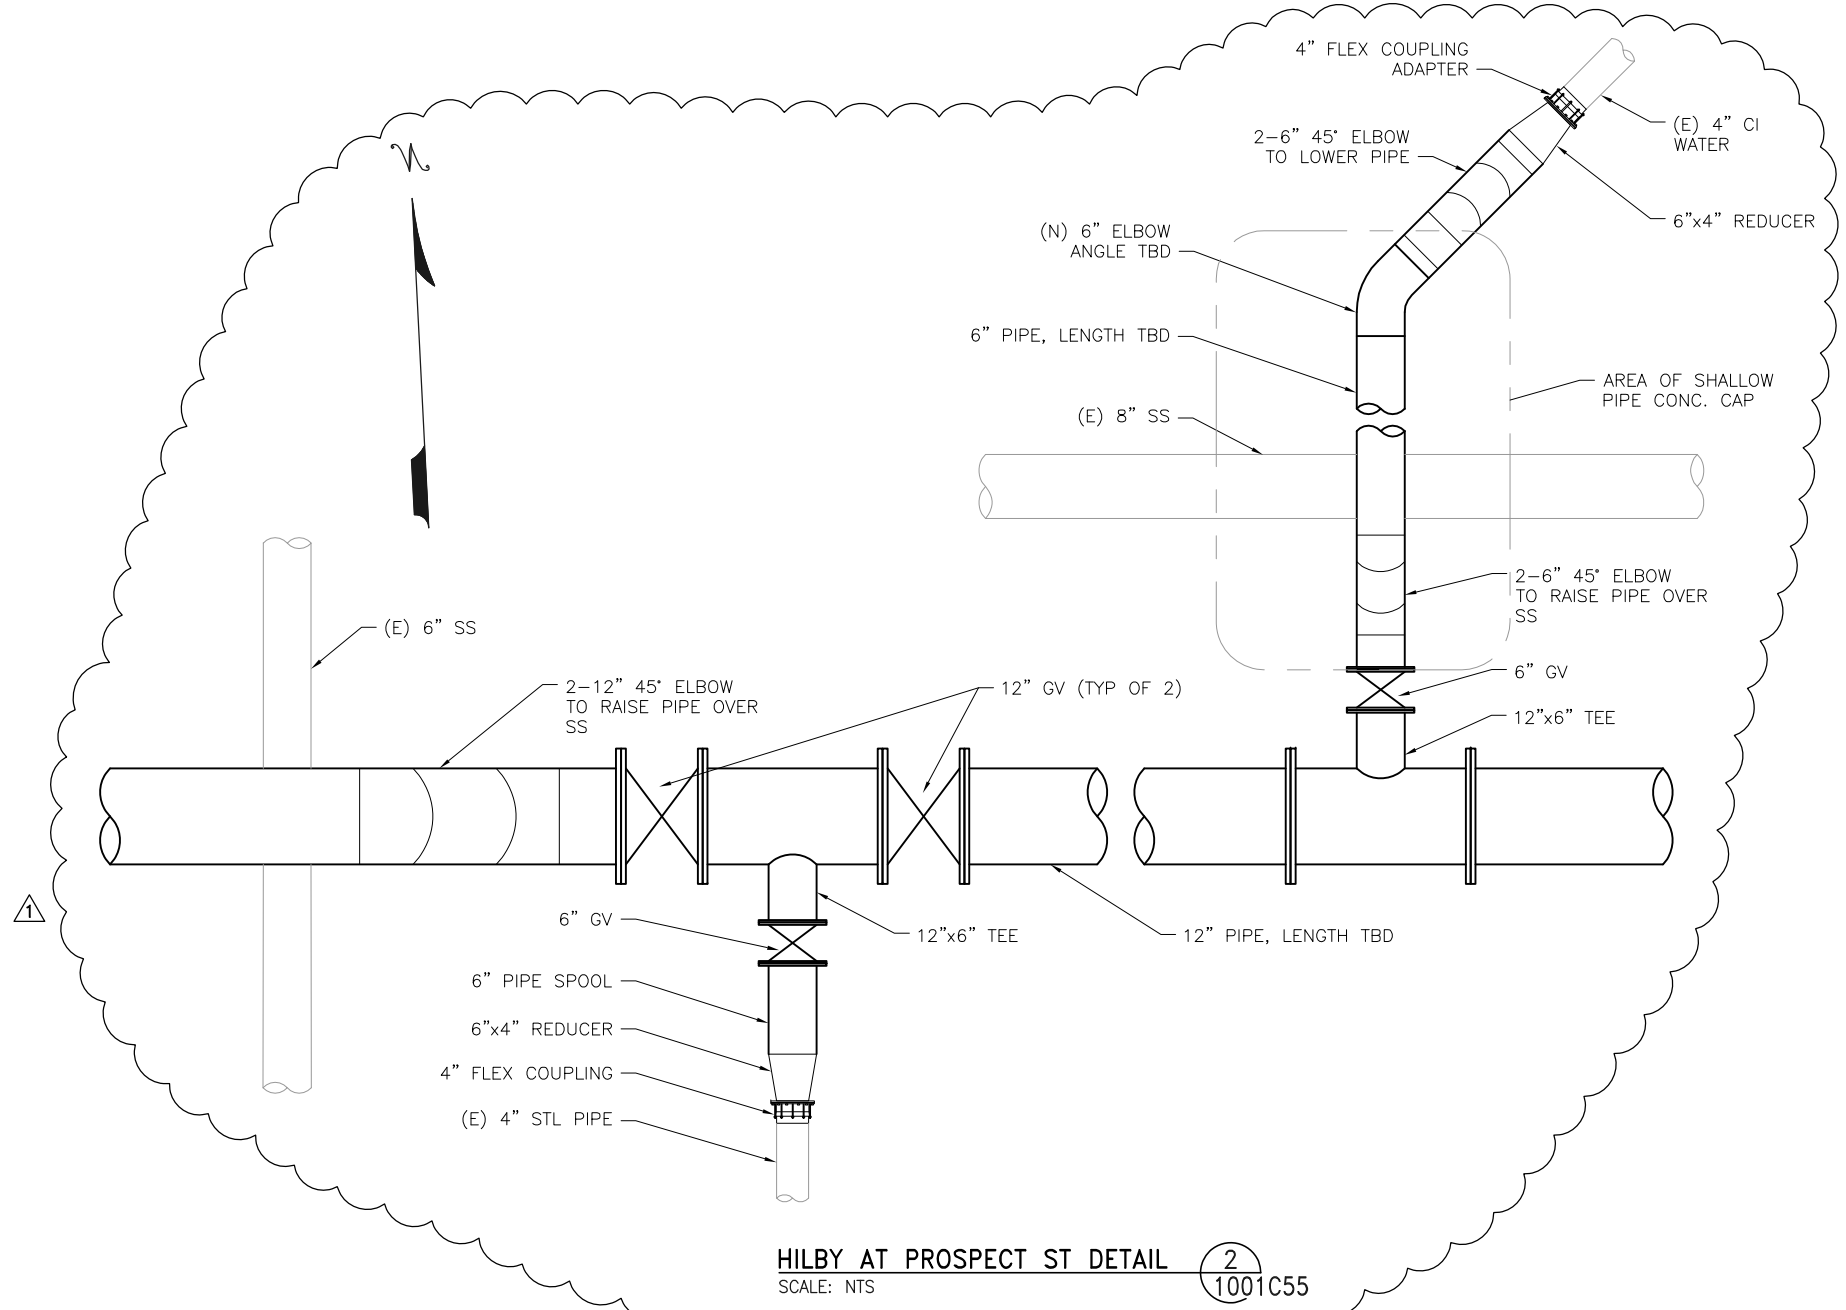 4” FLEX COUPLING
ADAPTER
(E) 4” CI
WATER
2-6” 45° ELBOW
TO LOWER PIPE
N
6”x4” REDUCER
(N) 6” ELBOW
ANGLE TBD
6” PIPE, LENGTH TBD
AREA OF SHALLOW
PIPE CONC. CAP
(E) 8” SS
2-6” 45° ELBOW
TO RAISE PIPE OVER
SS
(E) 6” SS
6” GV
2-12” 45° ELBOW
TO RAISE PIPE OVER
SS
12” GV (TYP OF 2)
12”x6” TEE
1
6” GV
12”x6” TEE
12” PIPE, LENGTH TBD
6” PIPE SPOOL
6”x4” REDUCER
4” FLEX COUPLING
(E) 4” STL PIPE
HILBY AT PROSPECT ST DETAIL
SCALE: NTS
2
1001C55